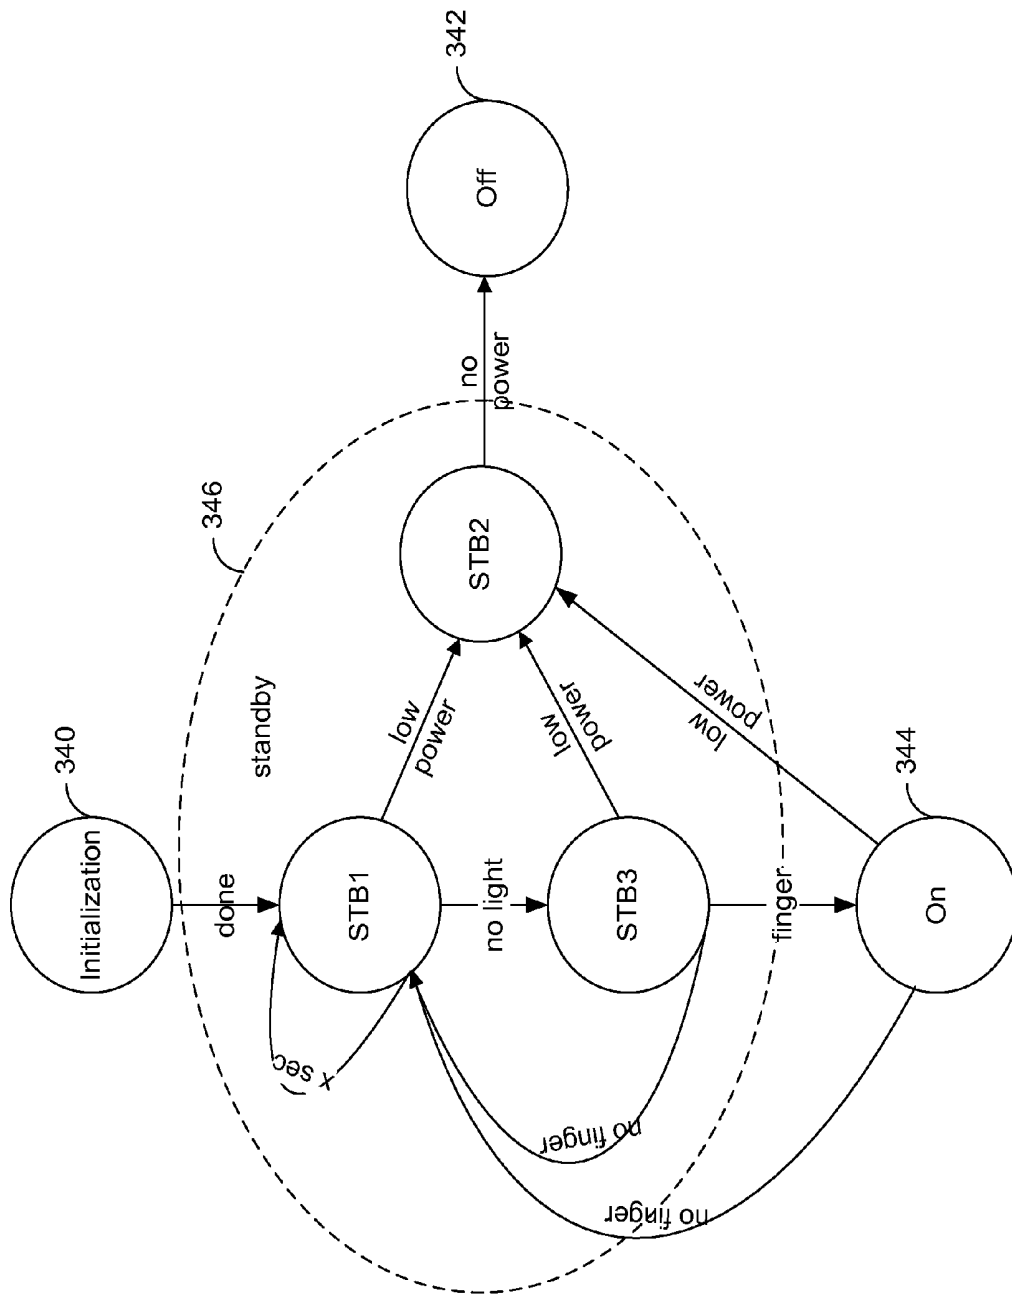 340
Initialization
done
346
standby
x sec
STB1
low
power
STB2
no
power
Off
342
no light
STB3
low
power
no finger
finger
low
power
no finger
On
344